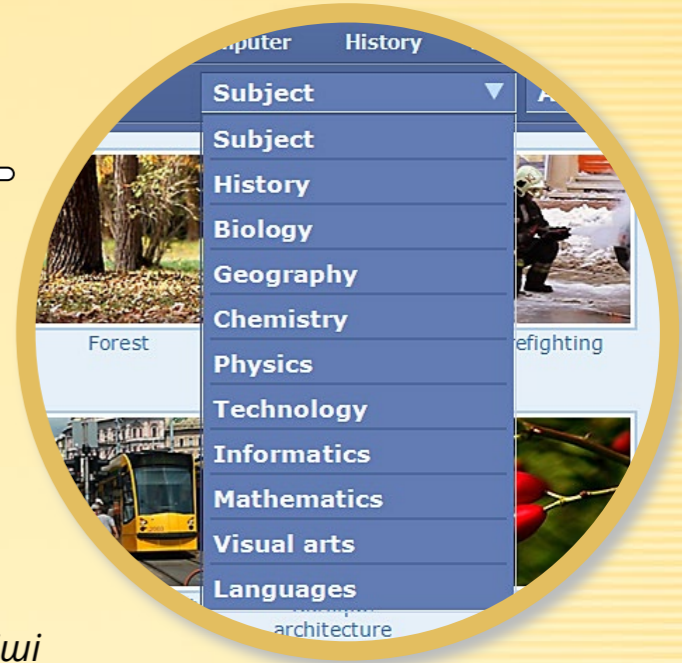 History
Subject
Subject
History
Biology
Geography
Chemistry
Forest
Physics
Technology
Informatics
Mathematics
Visual arts
Languages
architecture